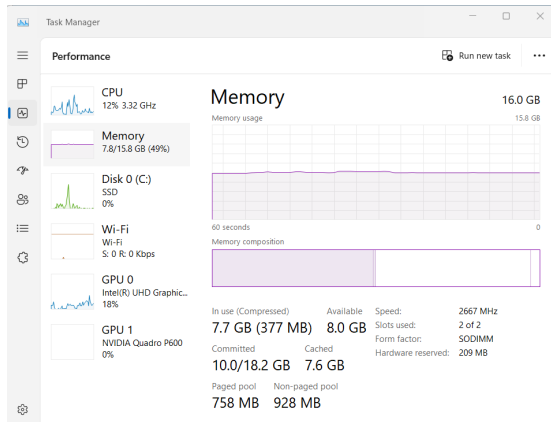 Task Manager
Performance
Run new task
CPU
12% 3.32 GHz
Memory
7.8/15.8 GB (49%)
Disk 0 (C:)
SSD
0%
Wi-Fi
Wi-Fi
S: 0 R: 0 Kbps
GPU 0
Intel(R) UHD Graphic...
18%
GPU 1
NVIDIA Quadro P600
0%
Memory 16.0 GB
Memory usage 15.8 GB
60 seconds 0
Memory composition
In use (Compressed) Available
7.7 GB (377 MB) 8.0 GB
Committed Cached
10.0/18.2 GB 7.6 GB
Paged pool Non-paged pool
758 MB 928 MB
Speed: 2667 MHz
Slots used: 2 of 2
Form factor: SODIMM
Hardware reserved: 209 MB